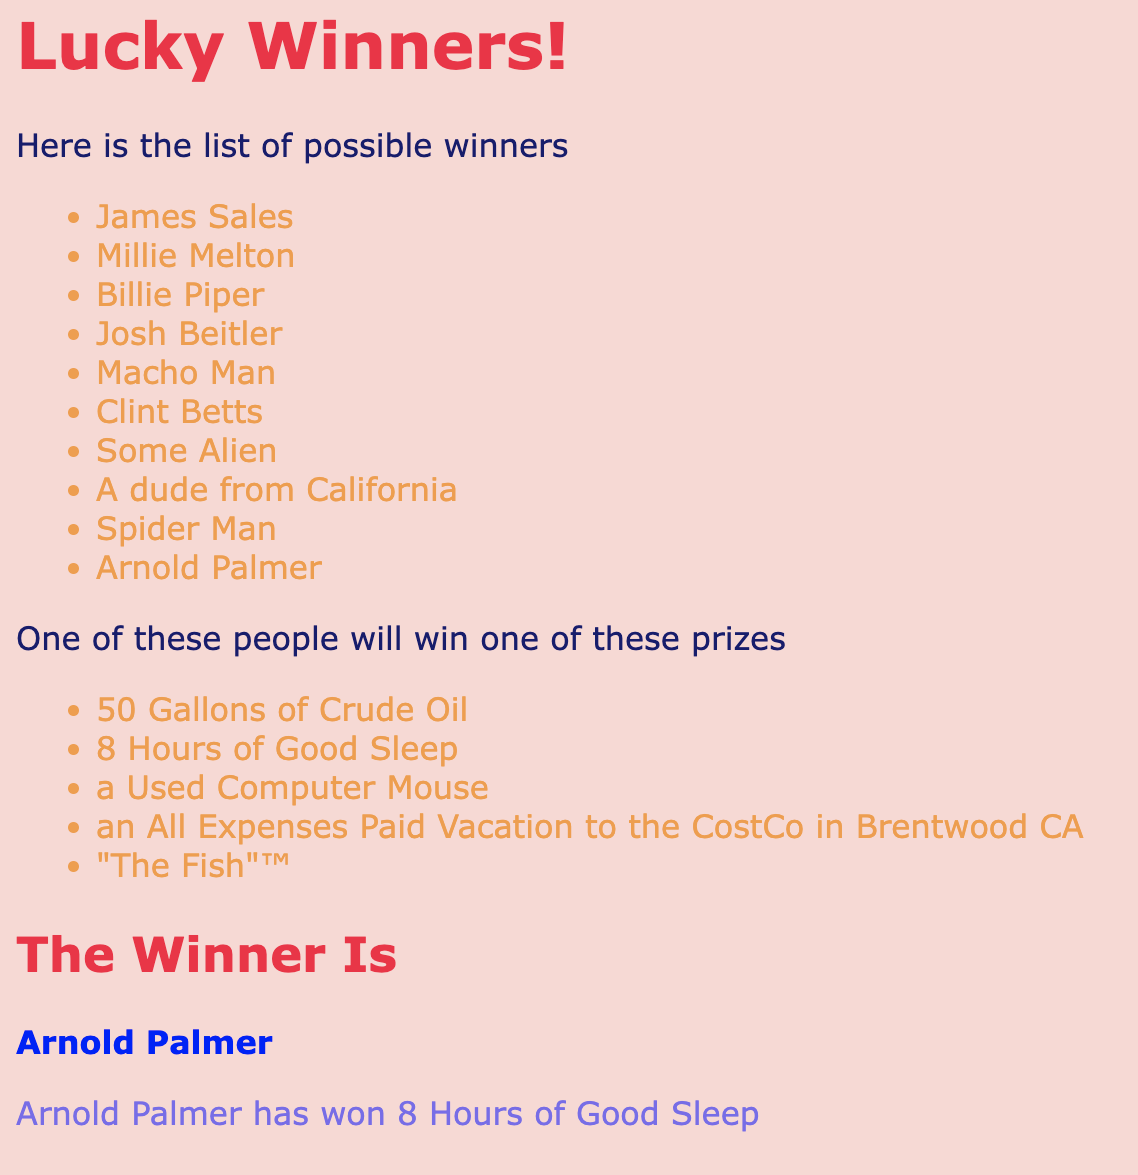 Lucky Winners!
Here is the list of possible winners
• James Sales
• Millie Melton
• Billie Piper
• Josh Beitler
• Macho Man
• Clint Betts
• Some Alien
• A dude from California
• Spider Man
• Arnold Palmer
One of these people will win one of these prizes
• 50 Gallons of Crude Oil
• 8 Hours of Good Sleep
• a Used Computer Mouse
• an All Expenses Paid Vacation to the CostCo in Brentwood CA
• "The Fish"™
The Winner Is
Arnold Palmer
Arnold Palmer has won 8 Hours of Good Sleep